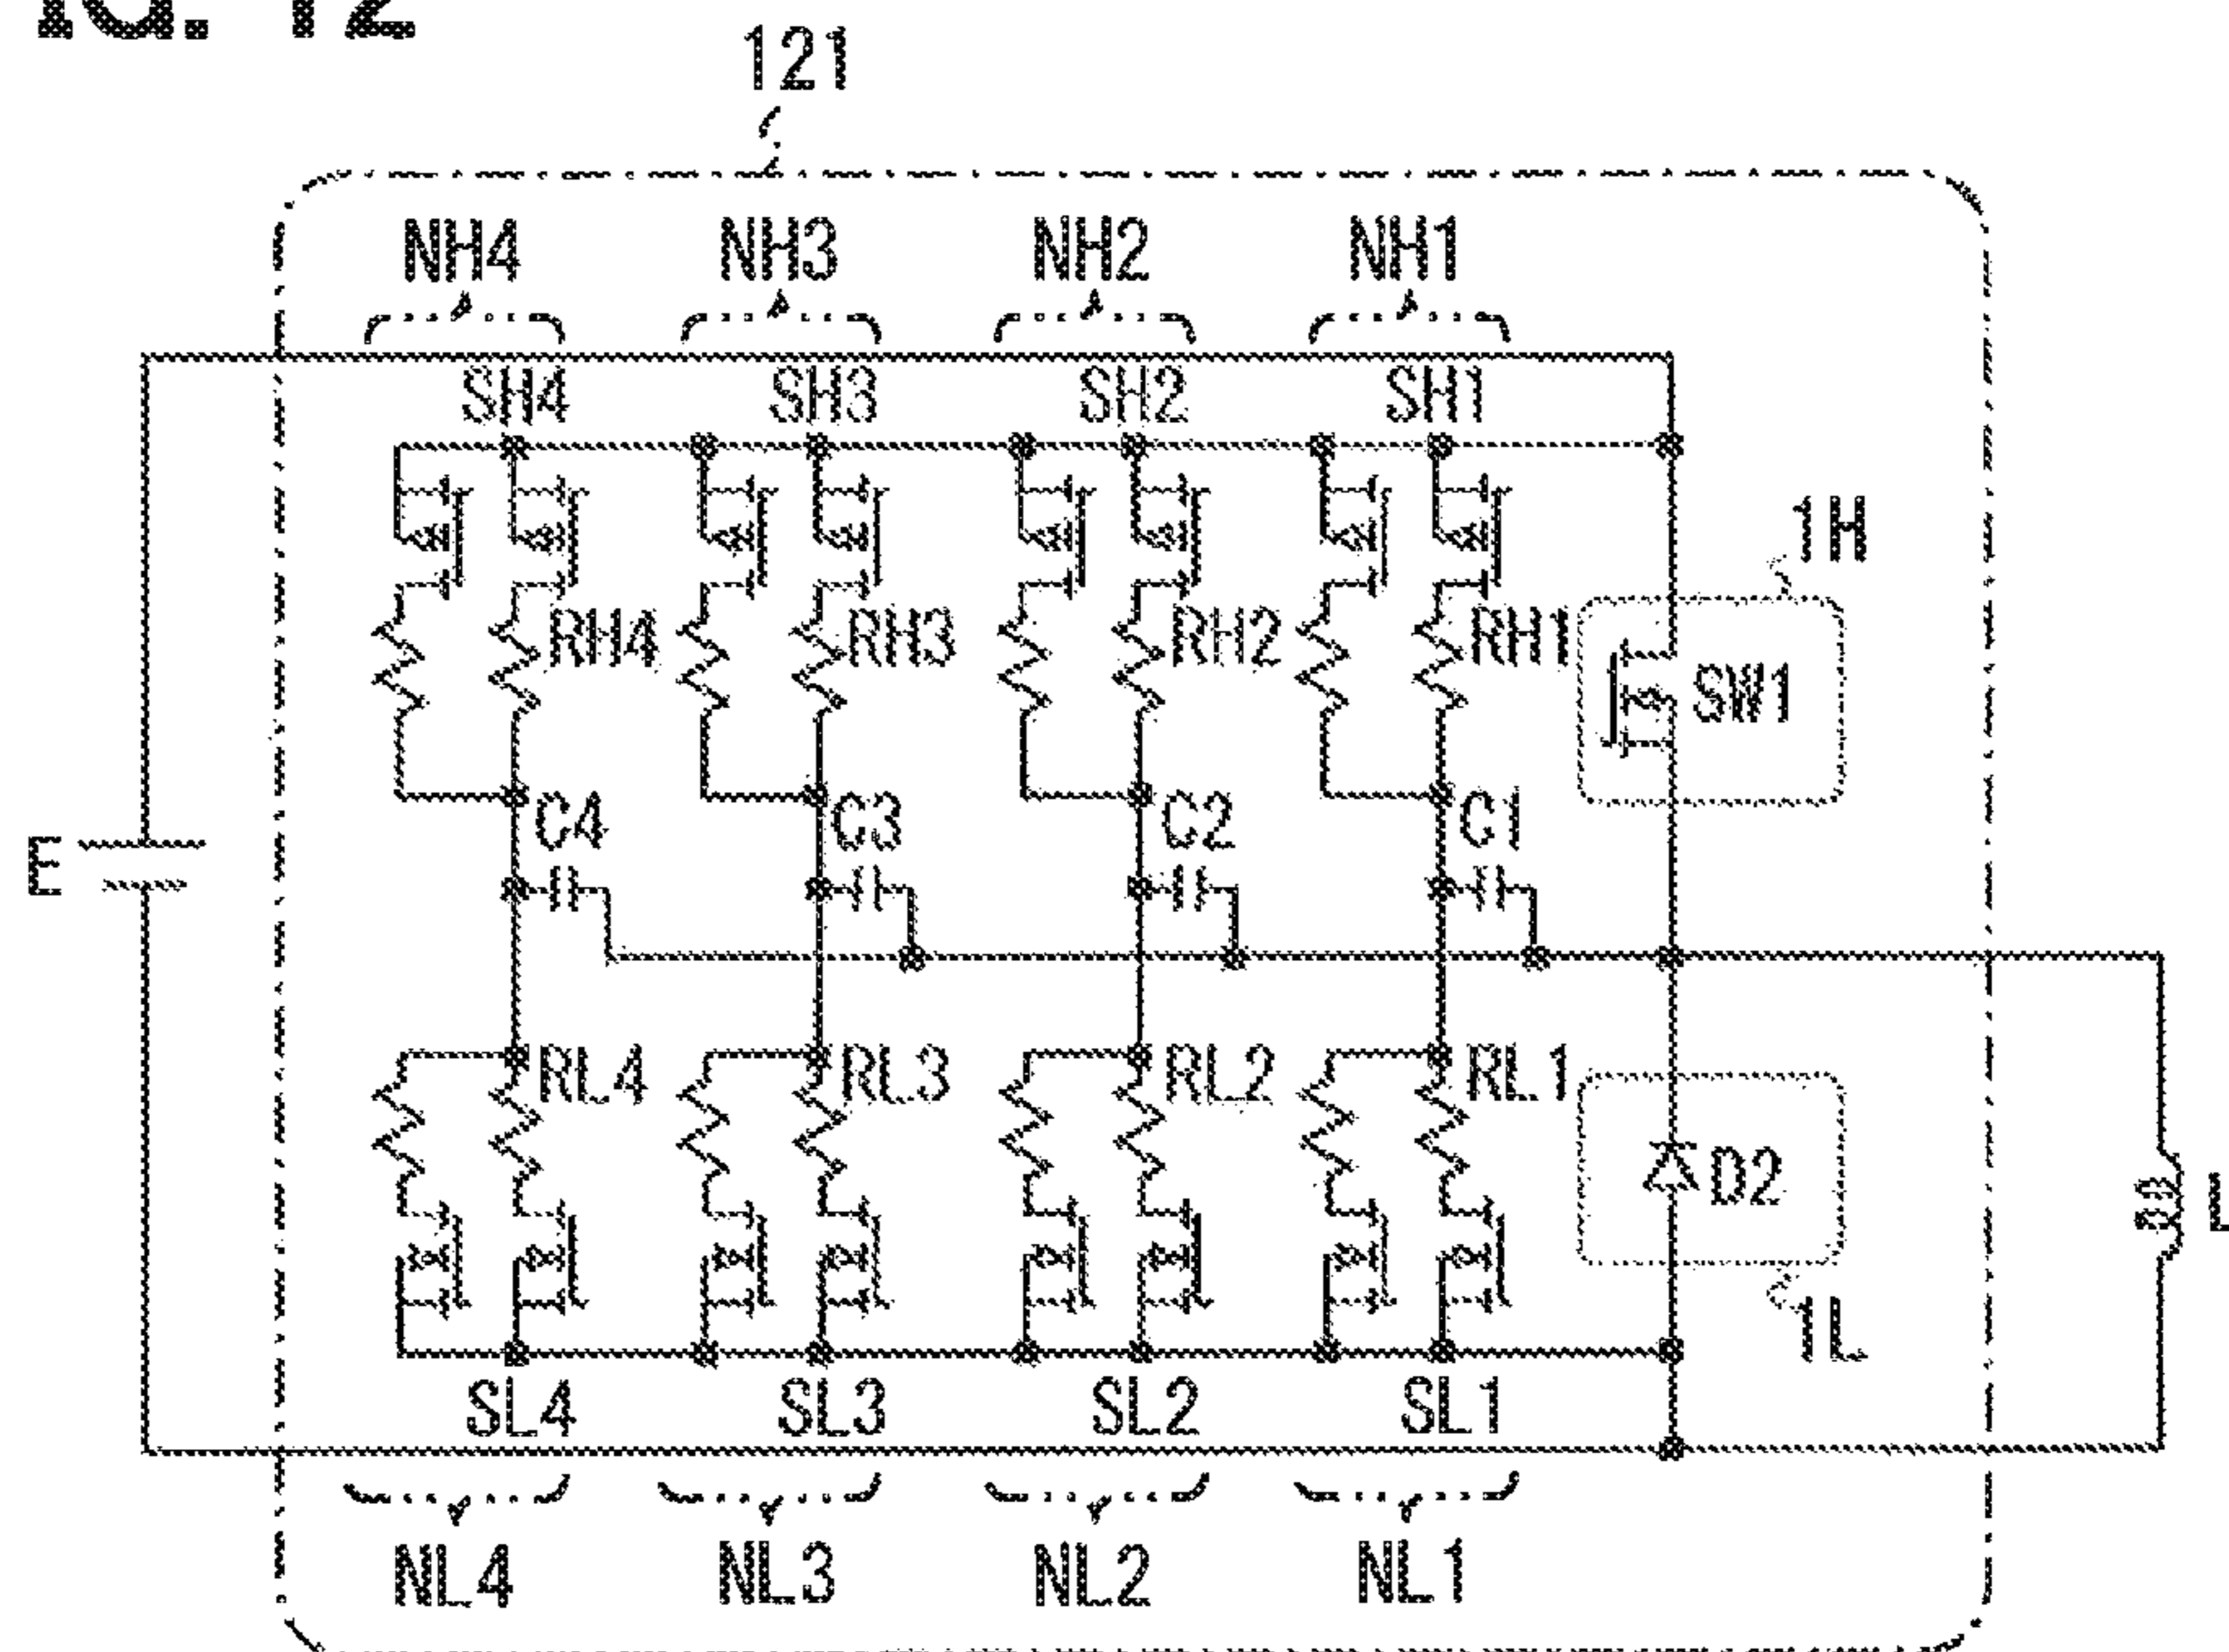 121
NH4 NH3 NH2 NH1
SH4 SH3 SH2 SH1
1H
RH4 RH3 RH2 RH1 SW1
C4 C3 C2 C1
E
RL4 RL3 RL2 RL1
D2
L
1L
SL4 SL3 SL2 SL1
NL4 NL3 NL2 NL1